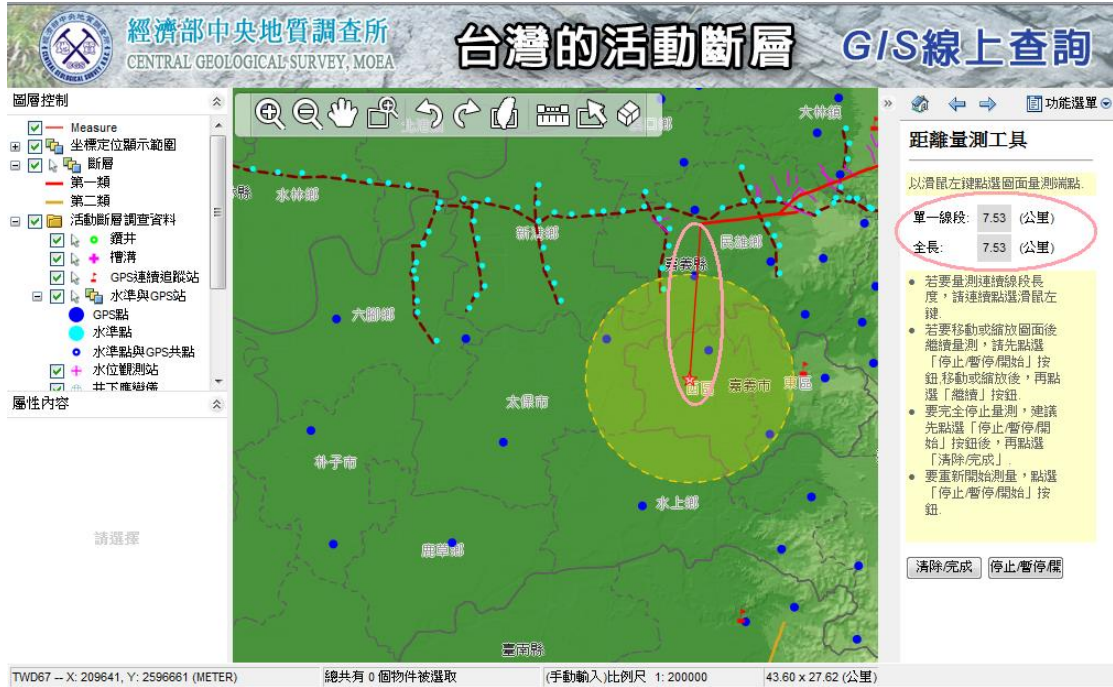 經濟部中央地質調查所
CENTRAL GEOLOGICAL SURVEY, MOEA
台灣的活動斷層
GIS線上查詢
圖層控制
Measure
坐標定位顯示範圍
斷層
第一類
第二類
活動斷層調查資料
鑽井
槽溝
GPS連續追蹤站
水準與GPS站
GPS點
水準點
水準點與GPS共點
水位觀測站
井下應變儀
屬性內容
請選擇
大林鎮
水林鄉
新港鄉
民雄鄉
嘉義縣
六腳鄉
太保市
西區
嘉義市
東區
朴子市
水上鄉
鹿草鄉
臺南縣
功能選單
距離量測工具
以滑鼠左鍵點選圖面量測端點.
單一線段: 7.53 (公里)
全長: 7.53 (公里)
若要量測連續線段長
度，請連續點選滑鼠左
鍵.
若要移動或縮放圖面後
繼續量測，請先點選
「停止/暫停/開始」按
鈕,移動或縮放後，再點
選「繼續」按鈕.
要完全停止量測，建議
先點選「停止/暫停/開
始」按鈕後，再點選
「清除/完成」.
要重新開始測量，點選
「停止/暫停/開始」按
鈕.
清除/完成
停止/暫停/開
TWD67 -- X: 209641, Y: 2596661 (METER)
總共有 0 個物件被選取
(手動輸入)比例尺 1: 200000
43.60 x 27.62 (公里)